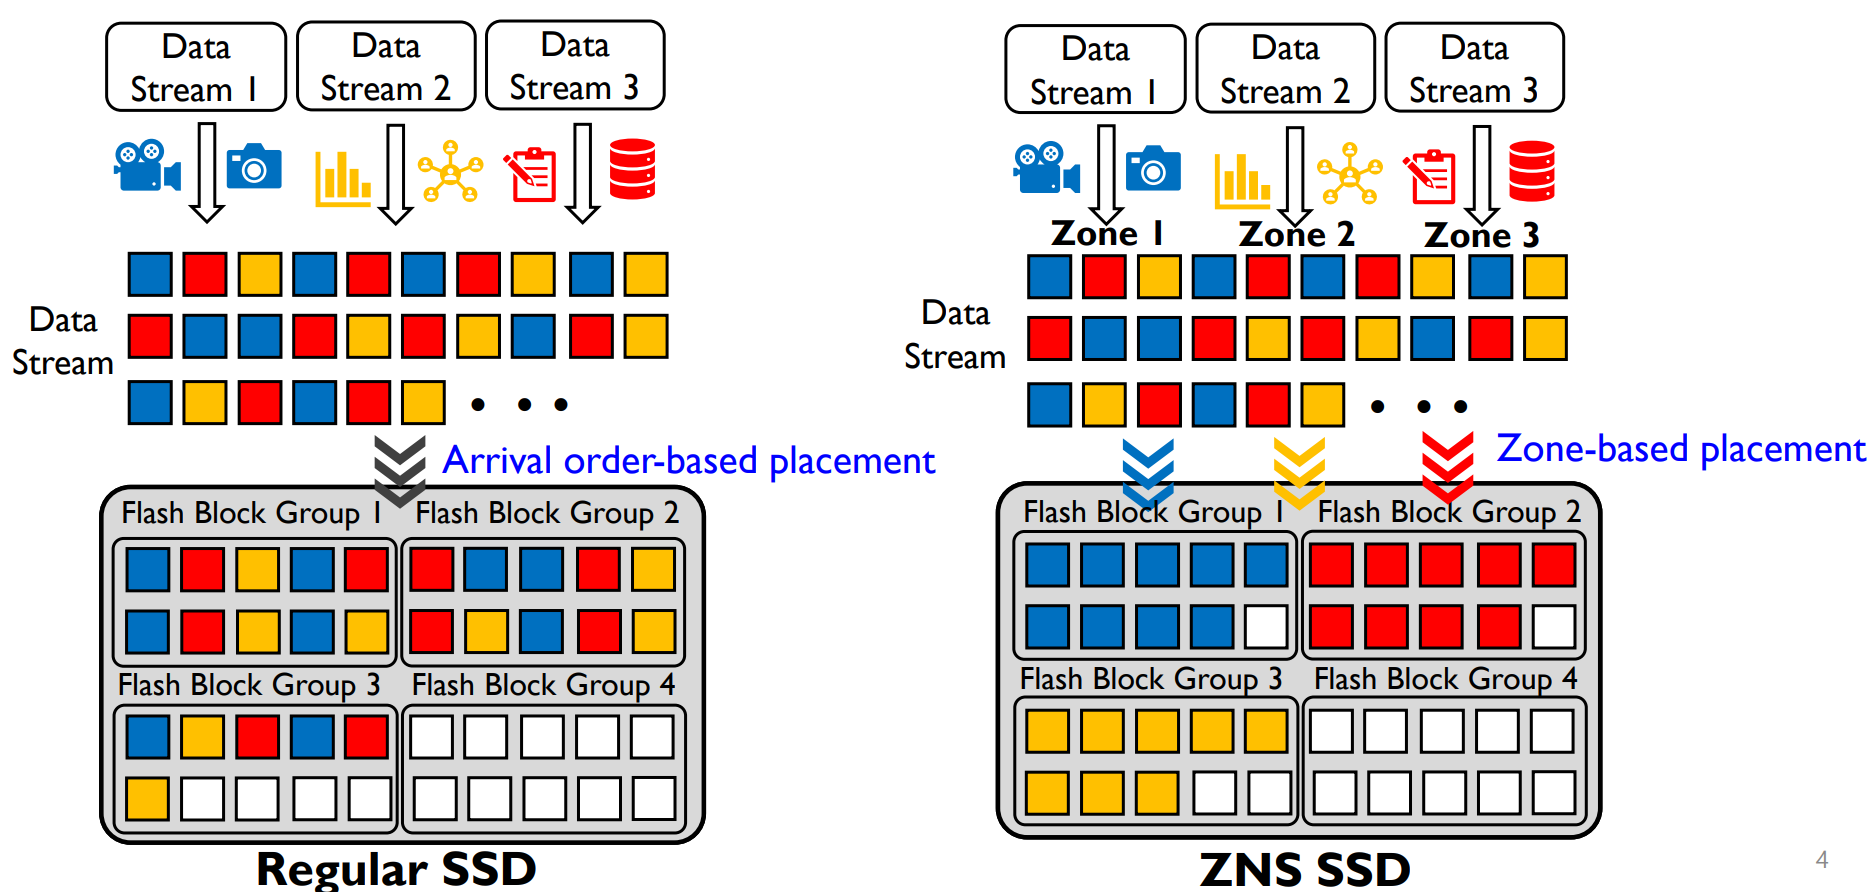 Data
Stream 1
Data
Stream 2
Data
Stream 3
Data
Stream
Arrival order-based placement
Flash Block Group 1
Flash Block Group 2
Flash Block Group 3
Flash Block Group 4
Regular SSD
Data
Stream 1
Data
Stream 2
Data
Stream 3
Zone 1
Zone 2
Zone 3
Data
Stream
Zone-based placement
Flash Block Group 1
Flash Block Group 2
Flash Block Group 3
Flash Block Group 4
ZNS SSD
4